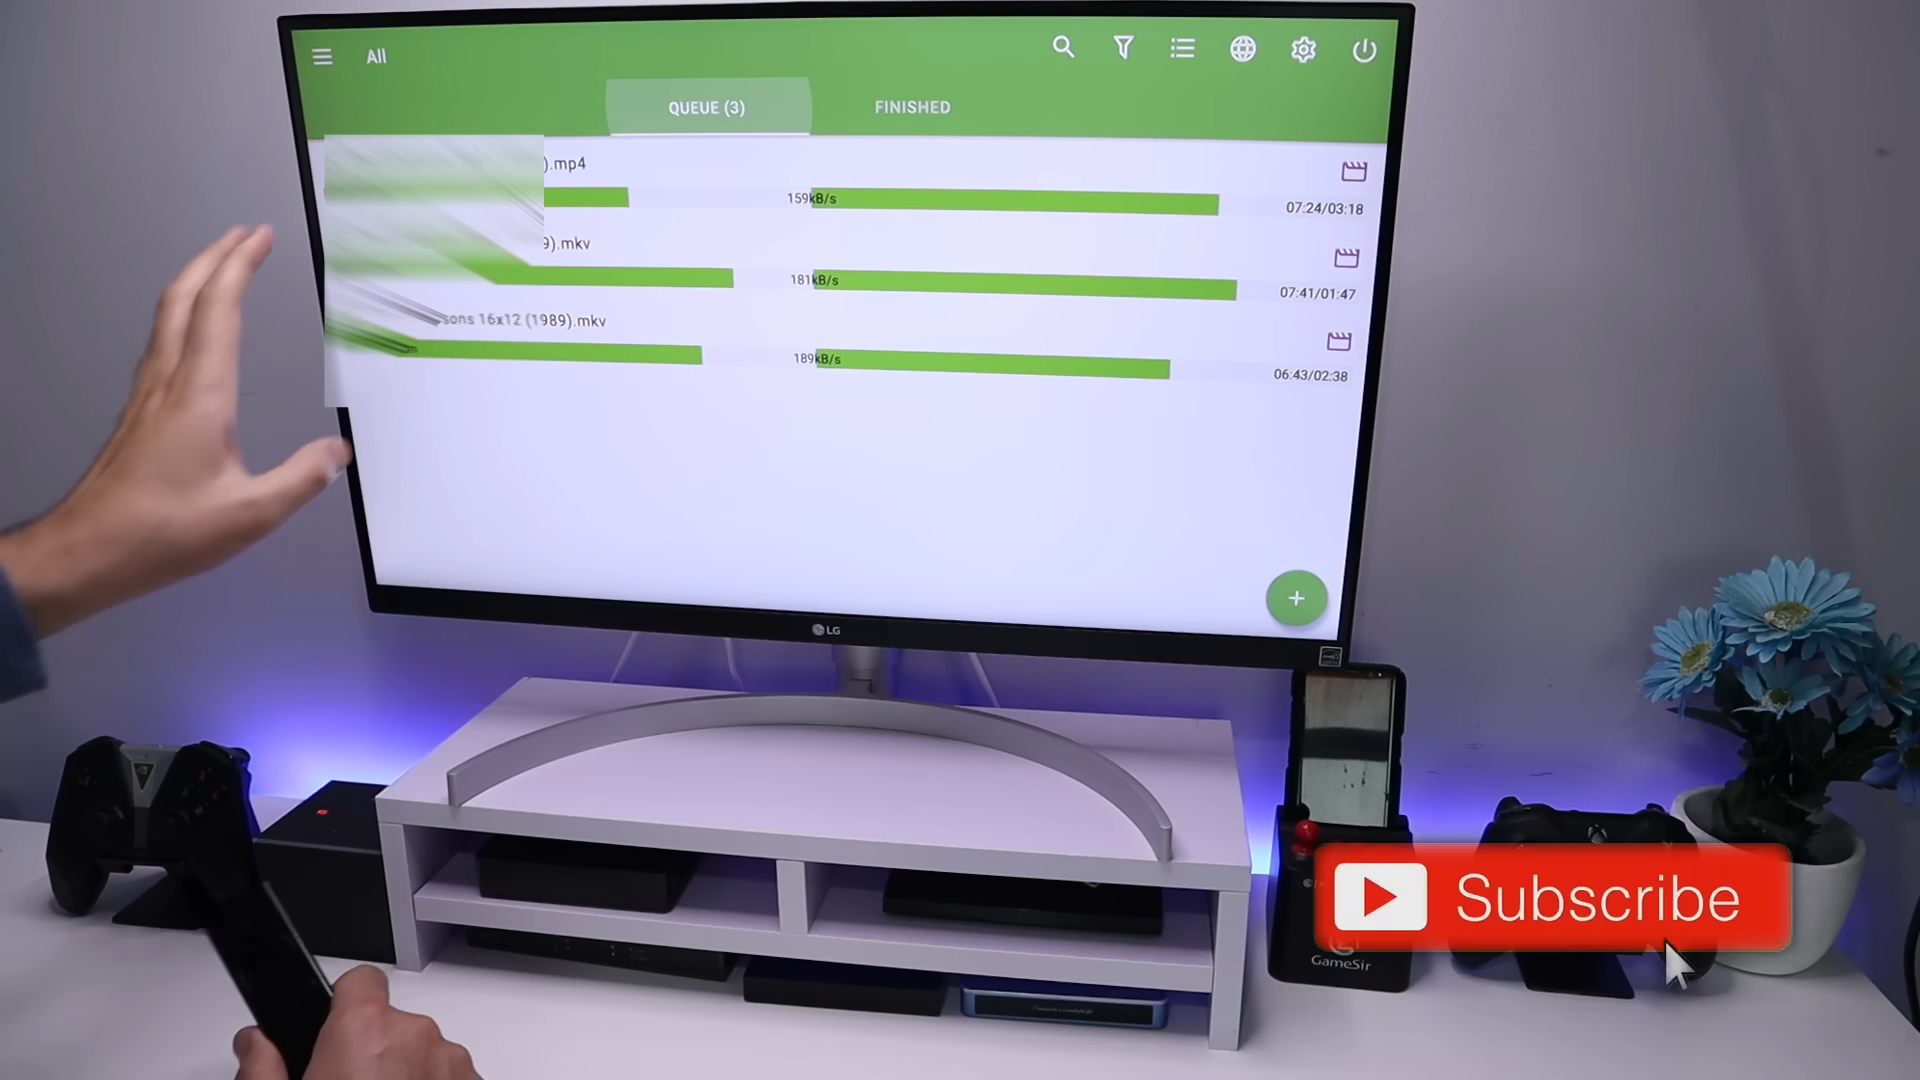 All
QUEUE (3)
FINISHED
).mp4
159kB/s
07:24/03:18
9).mkv
181kB/s
07:41/01:47
sons 16x12 (1989).mkv
189kB/s
06:43/02:38
+
LG
Subscribe
GameSir